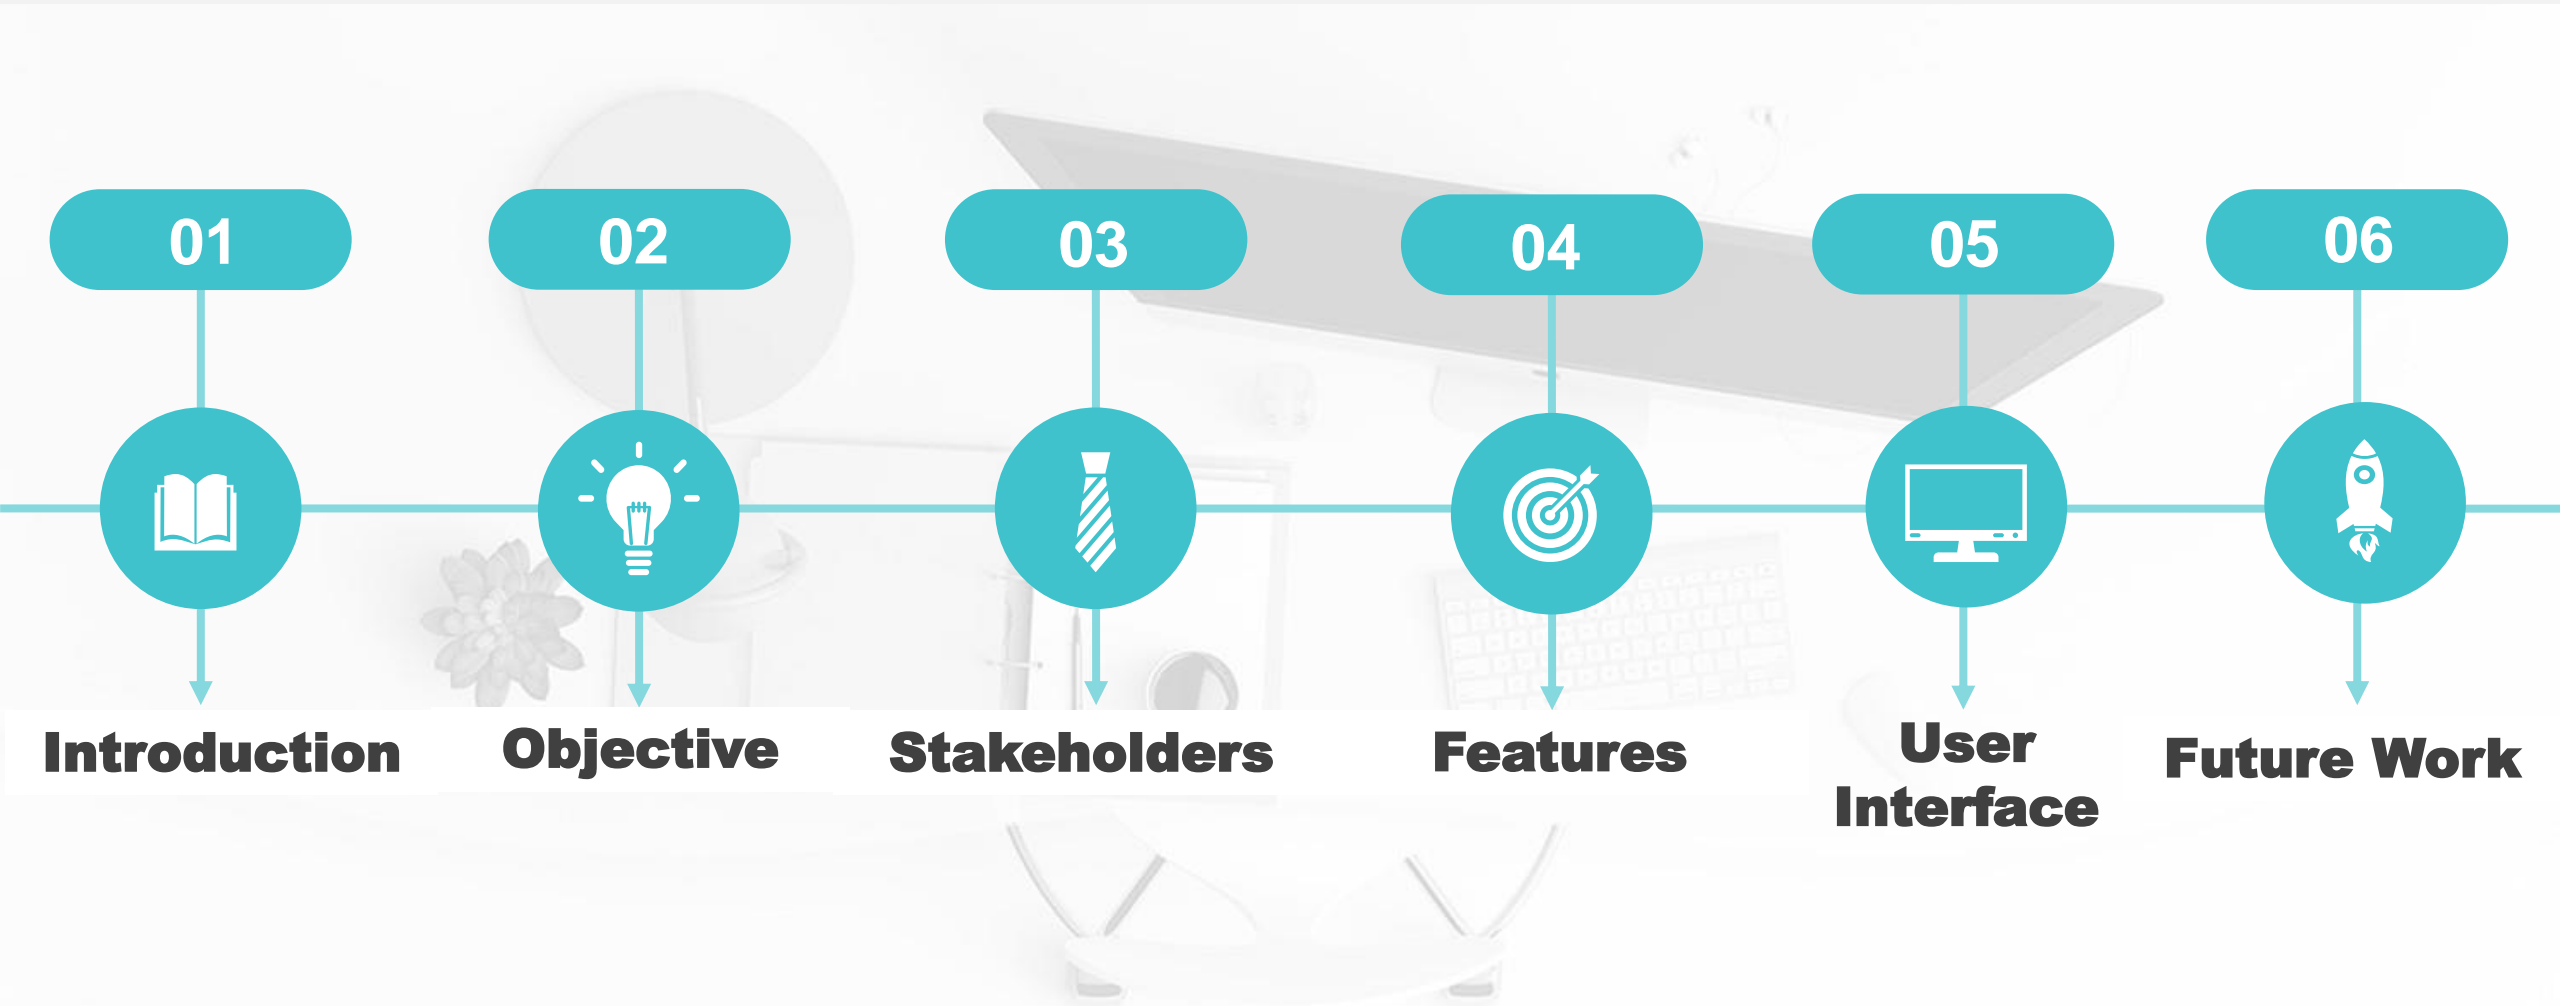 01
02
03
04
05
06
Introduction
Objective
Stakeholders
Features
User
Interface
Future Work